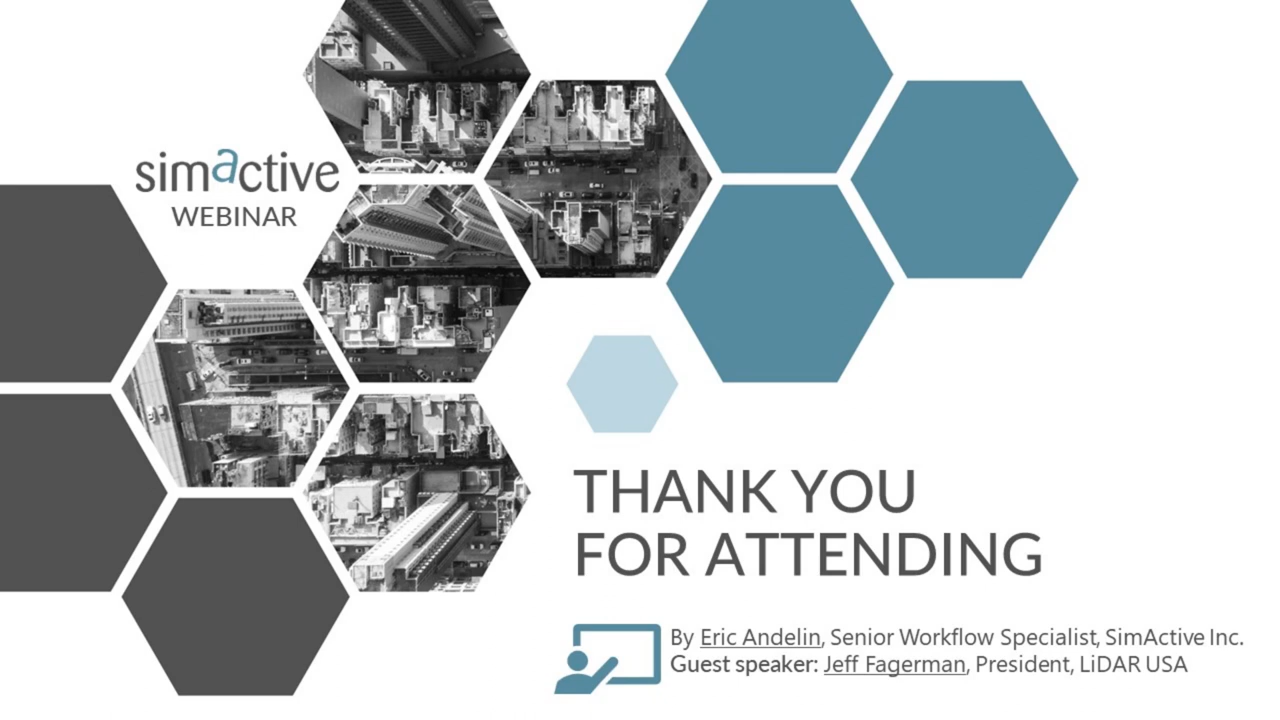 simactive
WEBINAR
THANK YOU
FOR ATTENDING
By Eric Andelin, Senior Workflow Specialist, SimActive Inc.
Guest speaker: Jeff Fagerman, President, LiDAR USA